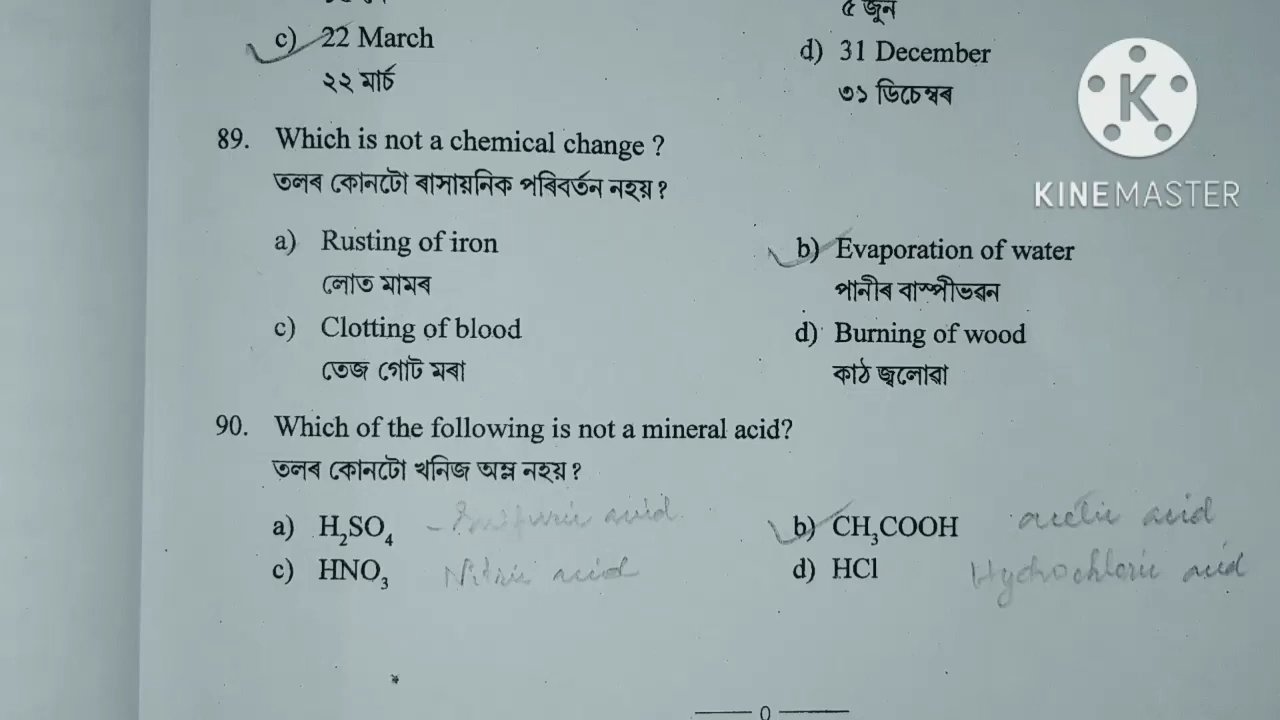 ৫ জুন
c) 22 March
d) 31 December
২২ মাৰ্চ
৩১ ডিচেম্বৰ
K
KINEMASTER
89. Which is not a chemical change ?
তলৰ কোনটো ৰাসায়নিক পৰিবৰ্তন নহয় ?
a) Rusting of iron
b) Evaporation of water
লোত মামৰ
পানীৰ বাস্পীভৱন
c) Clotting of blood
d) Burning of wood
তেজ গোট মৰা
কাঠ জ্বলোৱা
90. Which of the following is not a mineral acid?
তলৰ কোনটো খনিজ অম্ল নহয় ?
a) H₂SO₄ - acid
b) CH₃COOH acetic acid
c) HNO₃ Nitric acid
d) HCl Hydrochloric acid
0